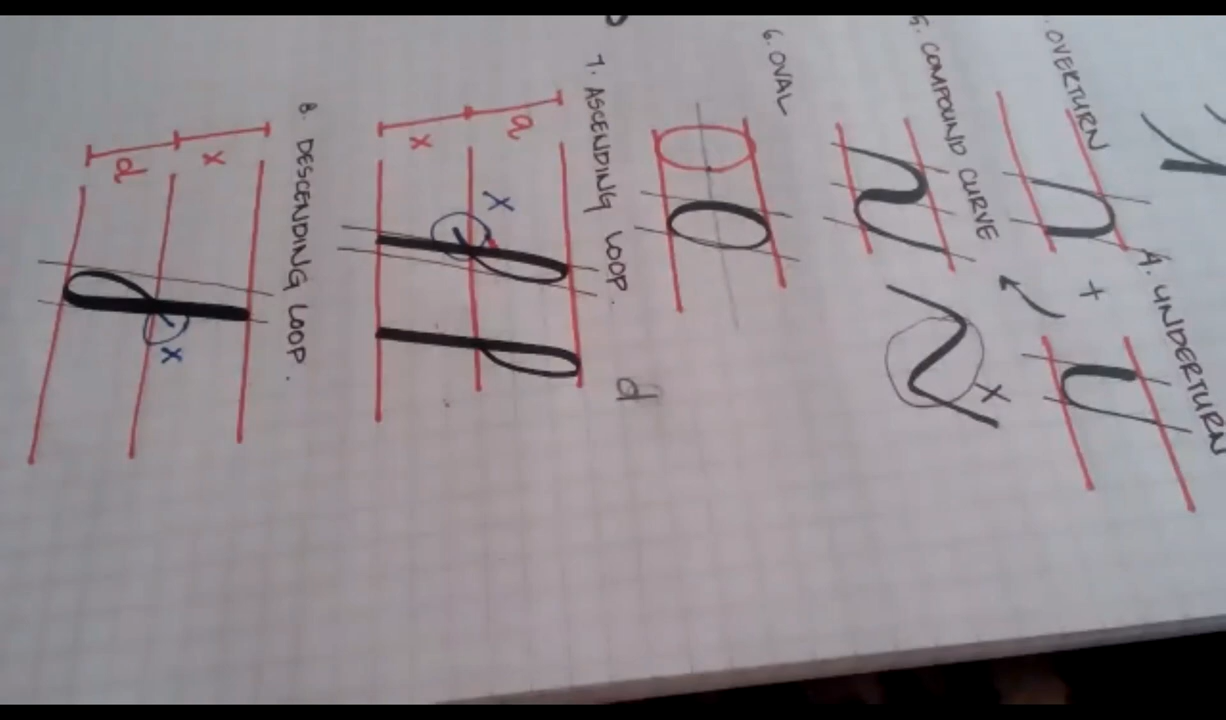 . OVERTURN
+
4. UNDERTURN
5. COMPOUND CURVE
x
6. OVAL
7. ASCENDING LOOP.
a
x
x
d
8. DESCENDING LOOP.
x
d
x